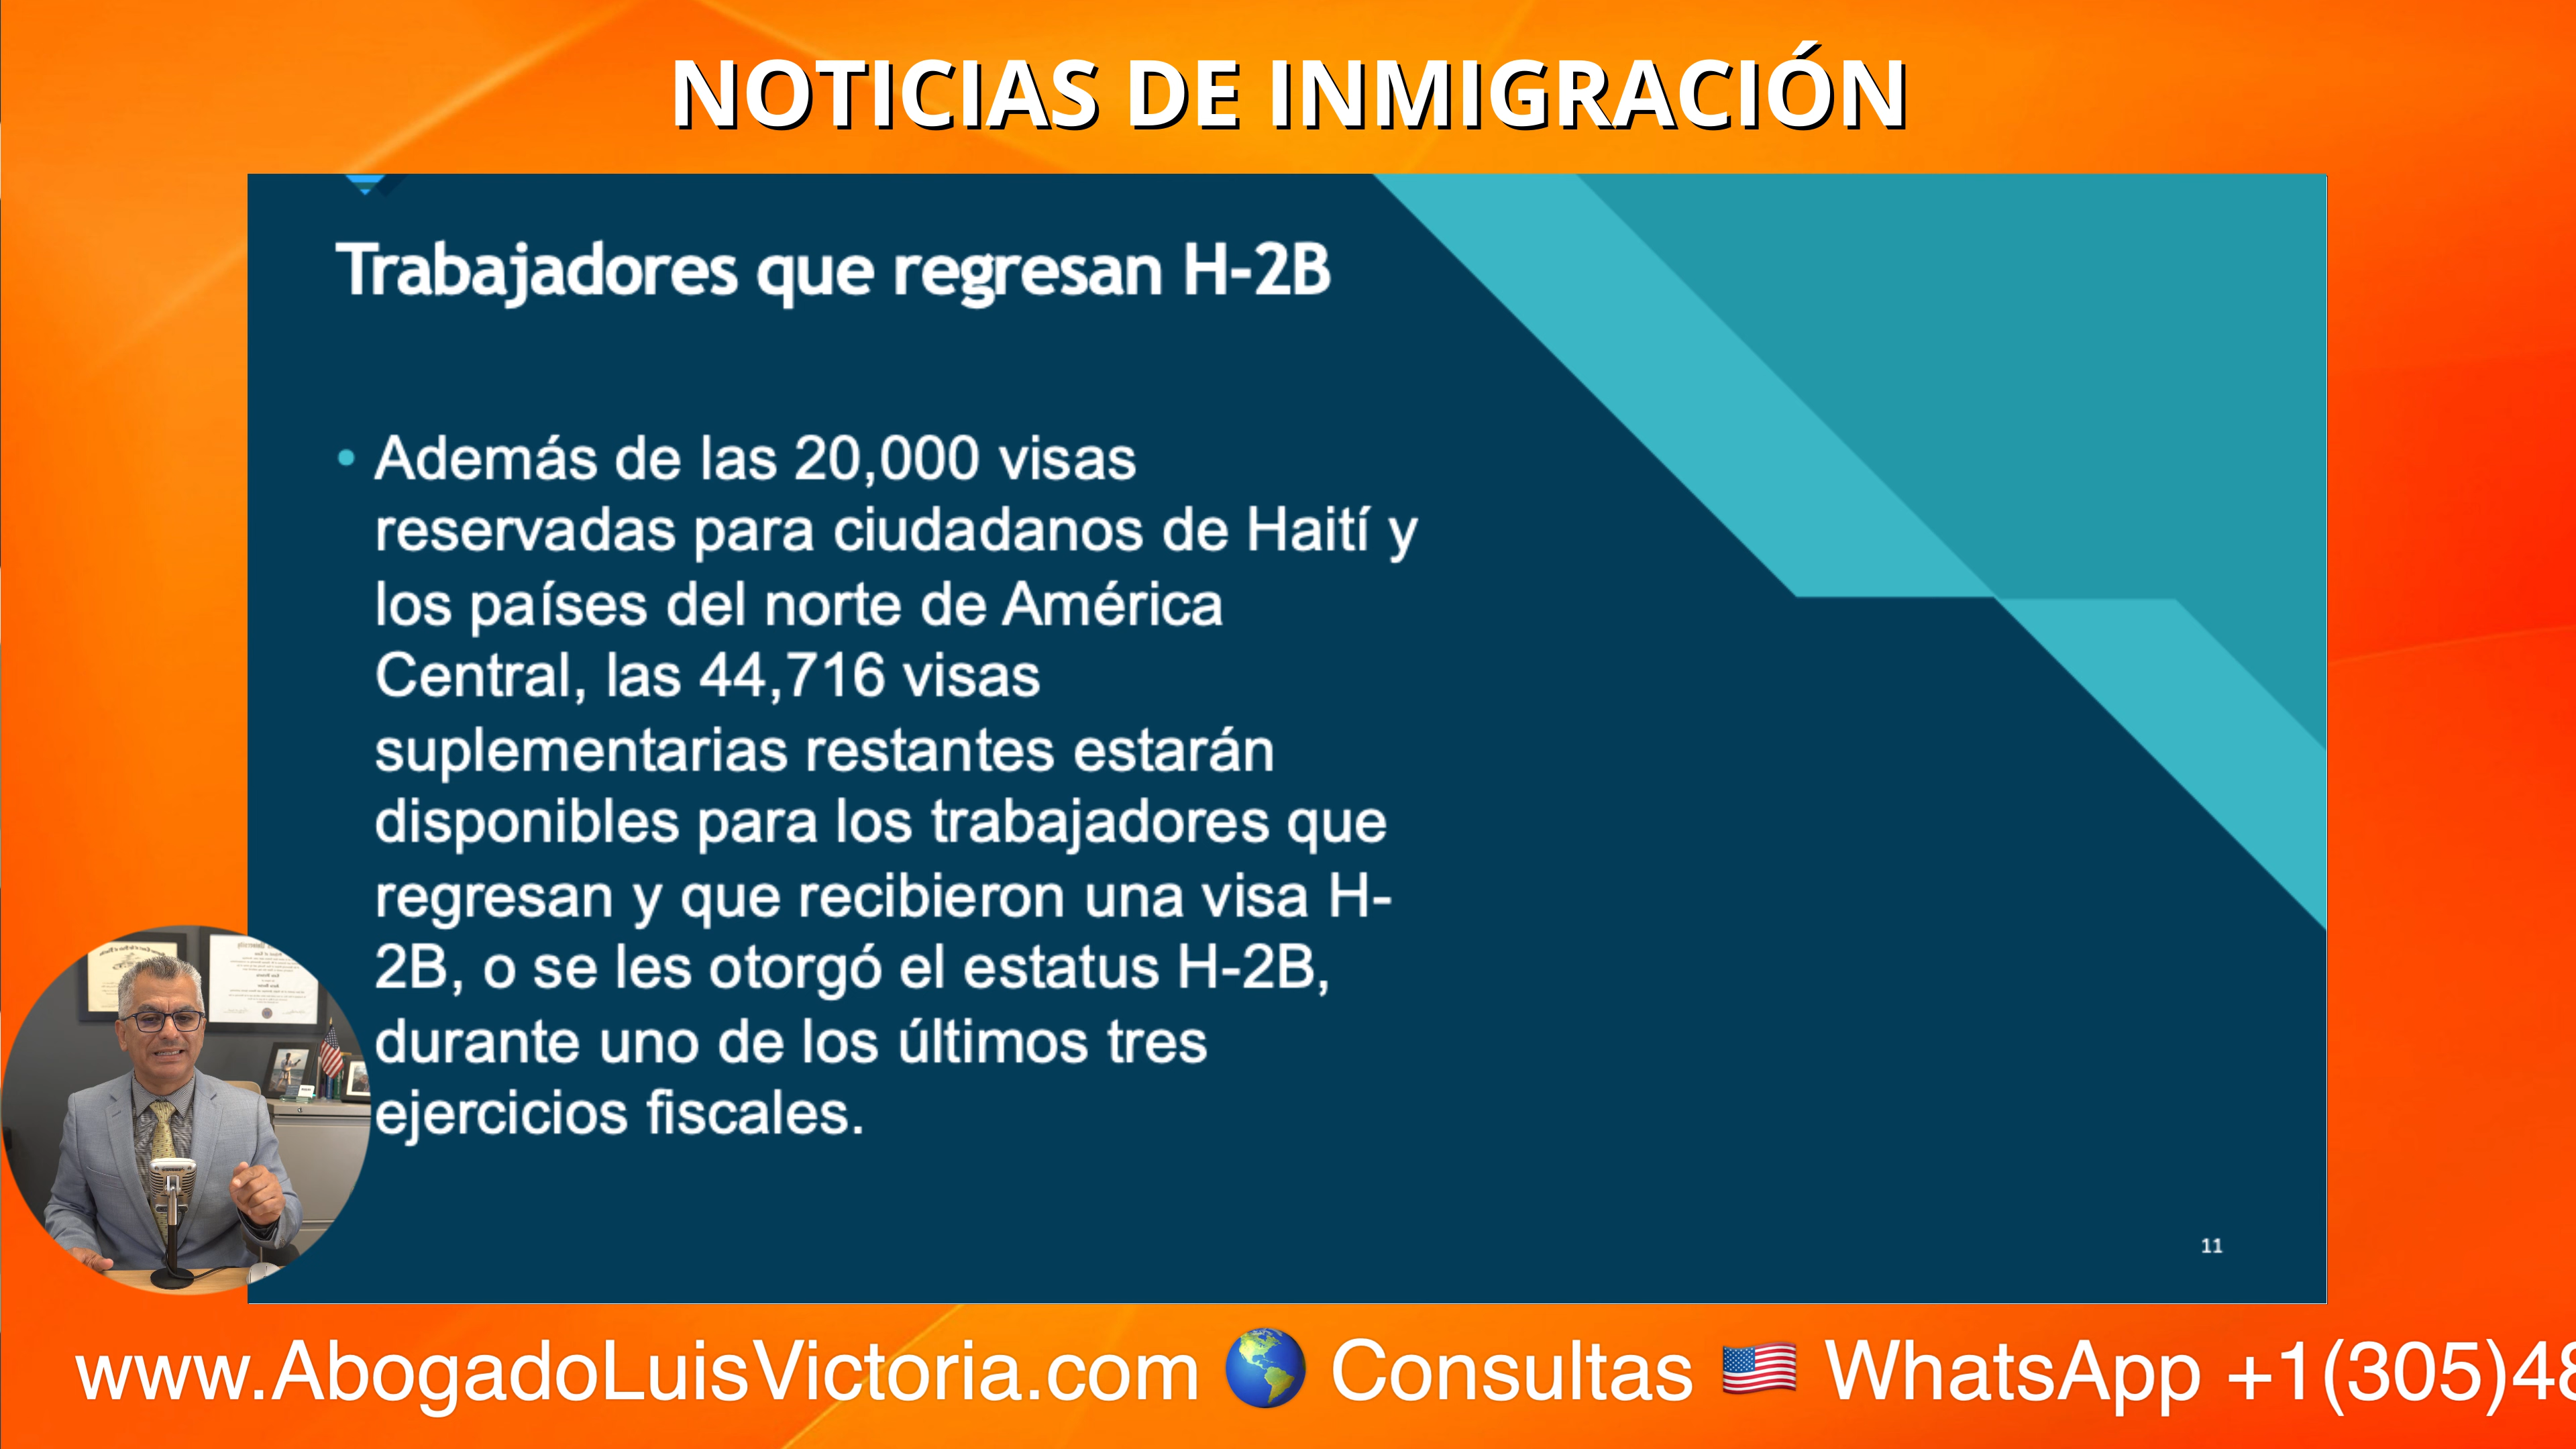 NOTICIAS DE INMIGRACIÓN
Trabajadores que regresan H-2B
• Además de las 20,000 visas
reservadas para ciudadanos de Haití y
los países del norte de América
Central, las 44,716 visas
suplementarias restantes estarán
disponibles para los trabajadores que
regresan y que recibieron una visa H-
2B, o se les otorgó el estatus H-2B,
durante uno de los últimos tres
ejercicios fiscales.
11
www.AbogadoLuisVictoria.com 🌎 Consultas 🇺🇸 WhatsApp +1(305)48